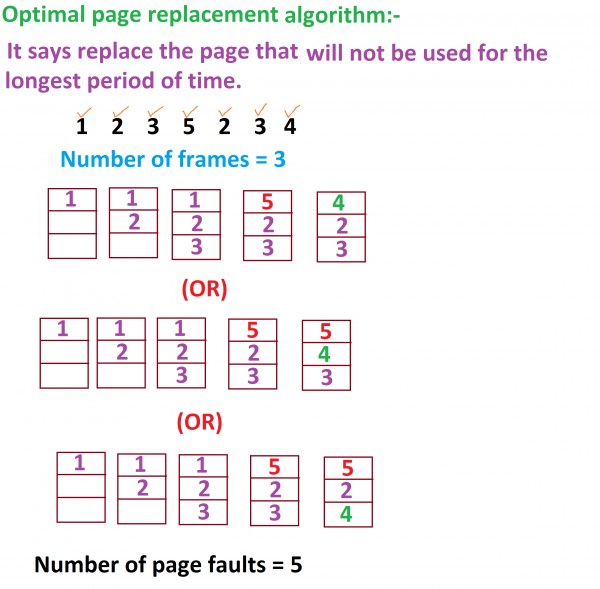 Optimal page replacement algorithm:-
It says replace the page that will not be used for the
longest period of time.
1 2 3 5 2 3 4
Number of frames = 3
1 1 1 5 4
2 2 2 2
3 3 3
(OR)
1 1 1 5 5
2 2 2 4
3 3 3
(OR)
1 1 1 5 5
2 2 2 2
3 3 4
Number of page faults = 5